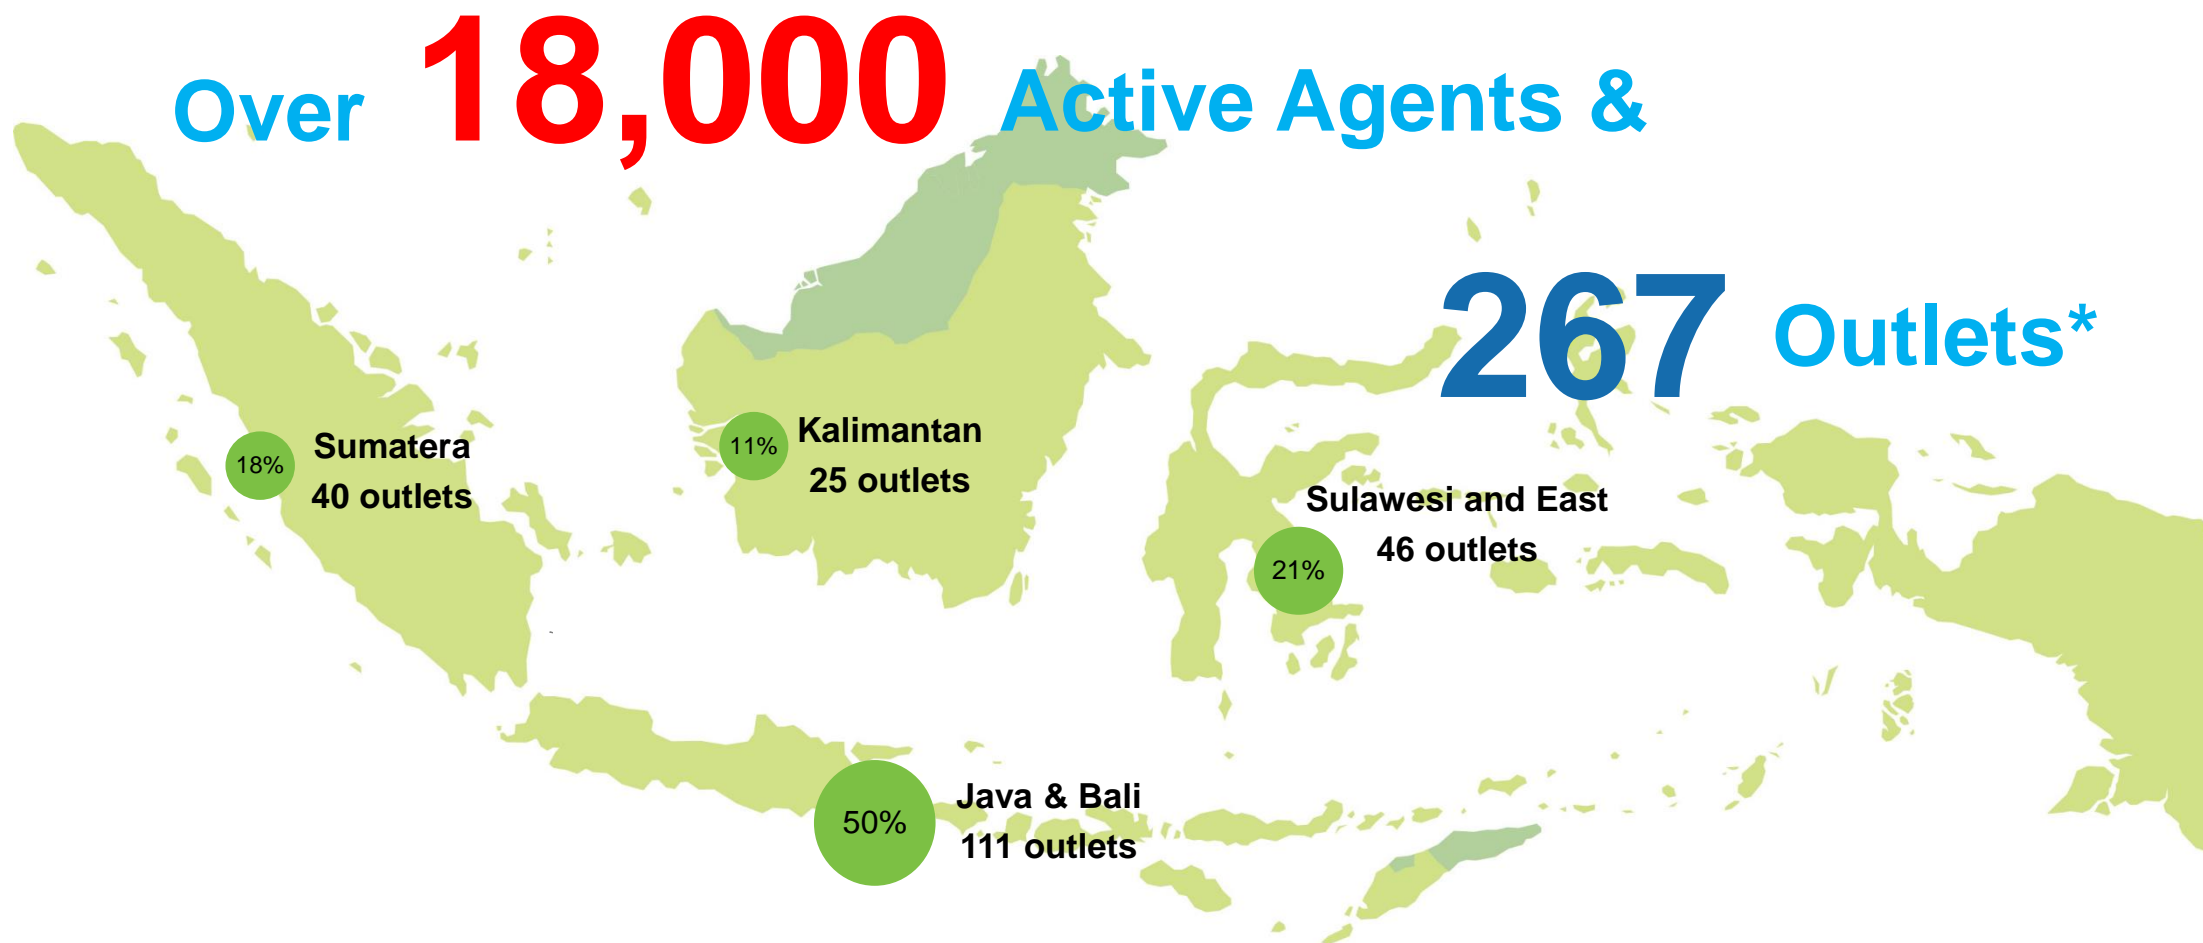 Over 18,000 Active Agents &
267 Outlets*
18%
Sumatera
40 outlets
11%
Kalimantan
25 outlets
Sulawesi and East
46 outlets
21%
50%
Java & Bali
111 outlets